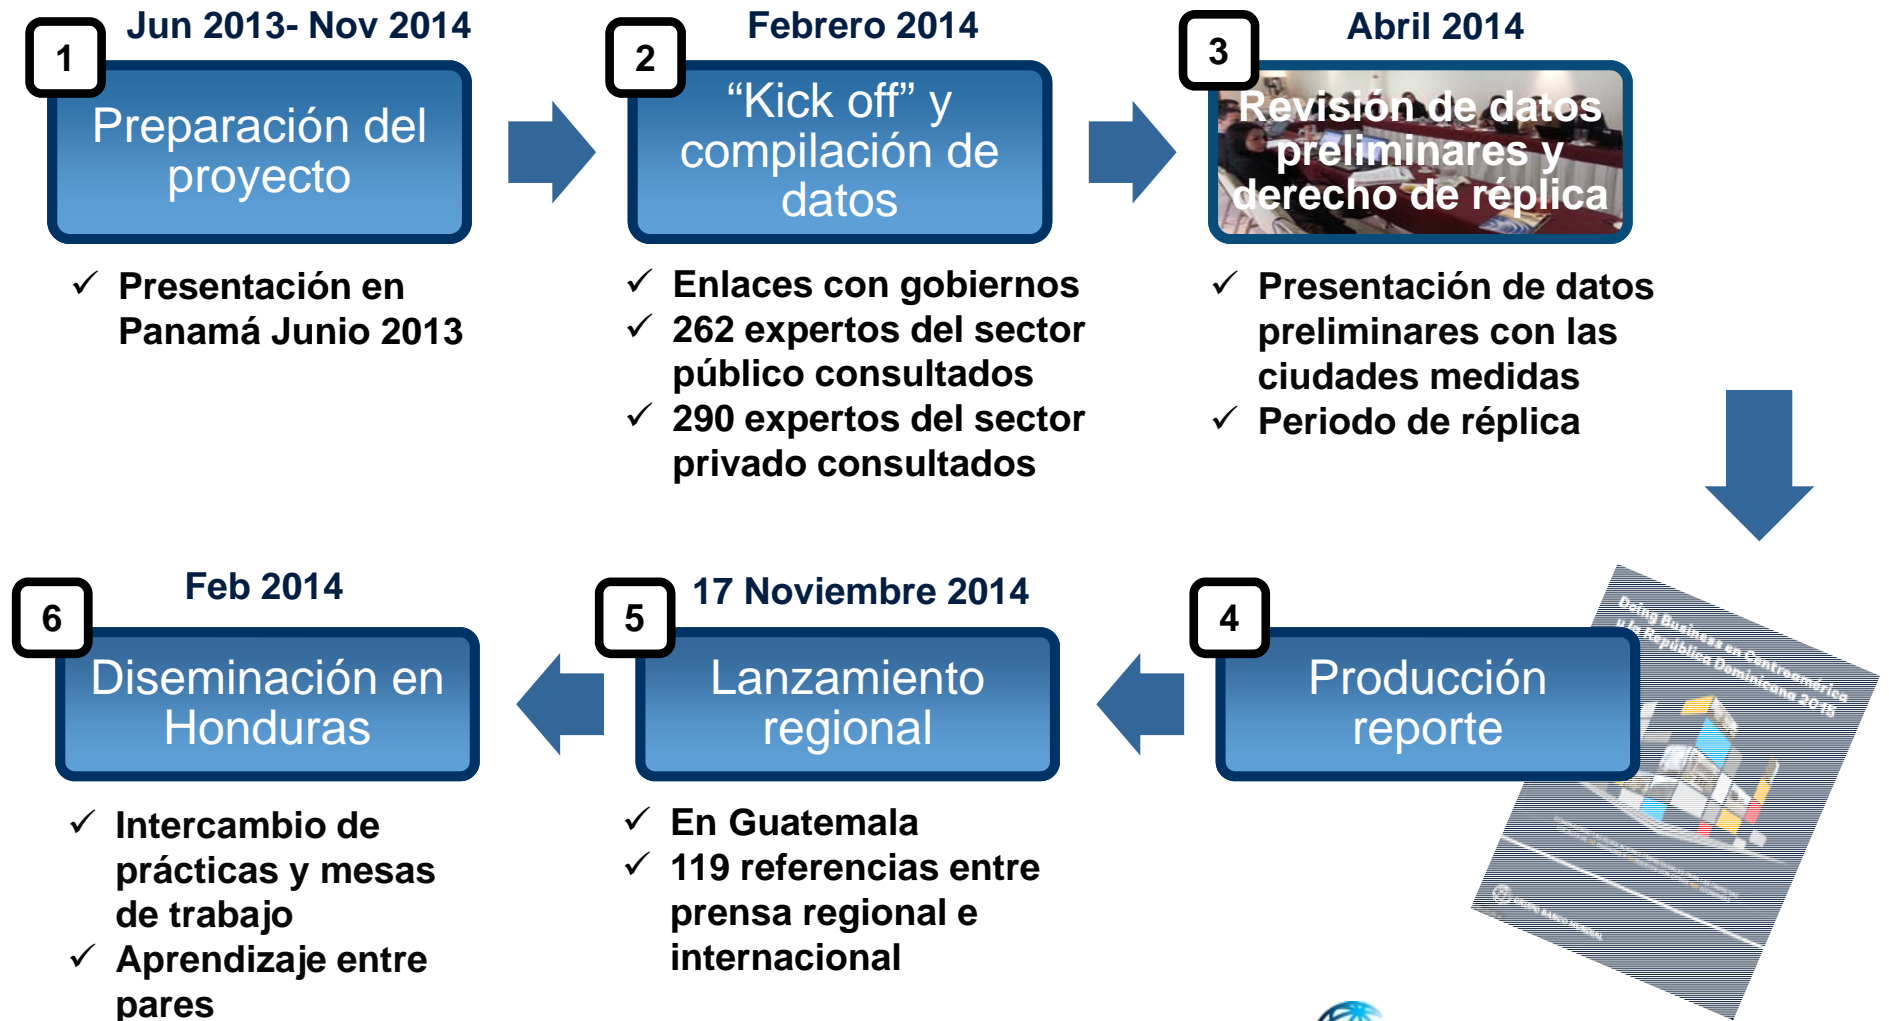 1
Jun 2013- Nov 2014
Preparación del
proyecto
✓ Presentación en
Panamá Junio 2013
2
Febrero 2014
“Kick off” y
compilación de
datos
✓ Enlaces con gobiernos
✓ 262 expertos del sector
público consultados
✓ 290 expertos del sector
privado consultados
3
Abril 2014
Revisión de datos
preliminares y
derecho de réplica
✓ Presentación de datos
preliminares con las
ciudades medidas
✓ Periodo de réplica
4
Producción
reporte
Doing Business en Centroamérica
y la República Dominicana 2015
GRUPO BANCO MUNDIAL
5
17 Noviembre 2014
Lanzamiento
regional
✓ En Guatemala
✓ 119 referencias entre
prensa regional e
internacional
6
Feb 2014
Diseminación en
Honduras
✓ Intercambio de
prácticas y mesas
de trabajo
✓ Aprendizaje entre
pares